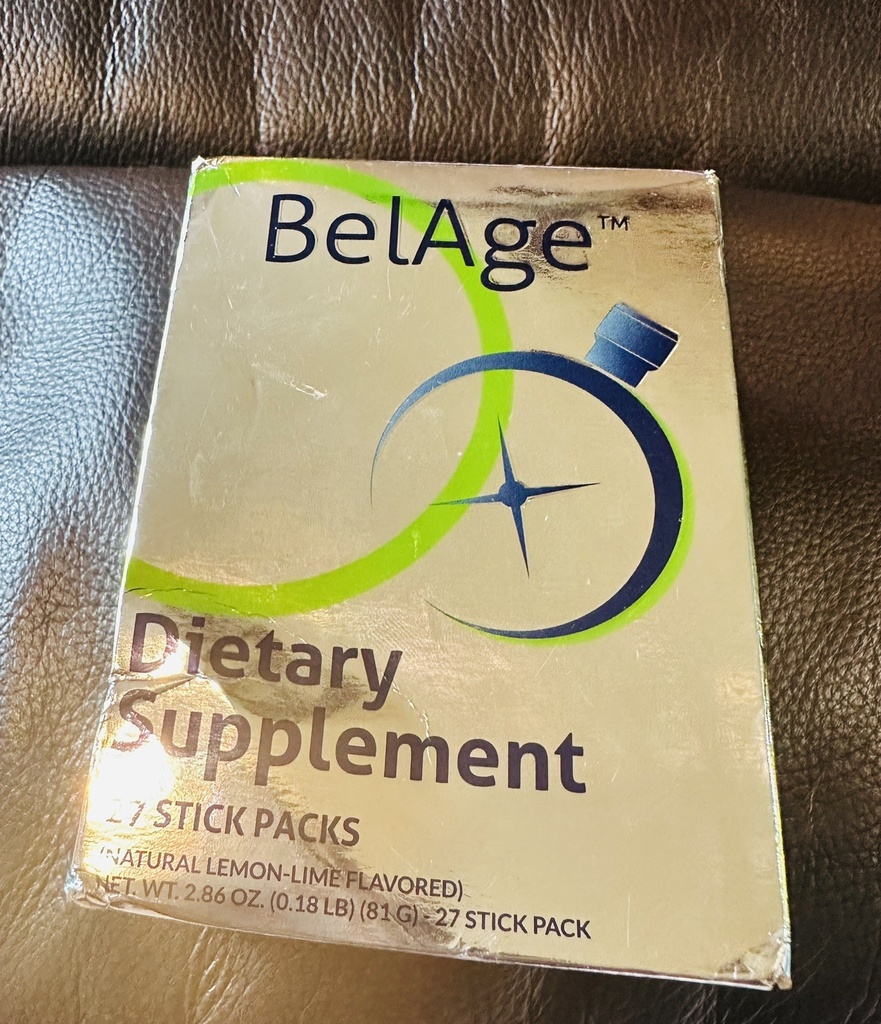 BelAge™
Dietary
Supplement
27 STICK PACKS
(NATURAL LEMON-LIME FLAVORED)
NET. WT. 2.86 OZ. (0.18 LB) (81 G) - 27 STICK PACK